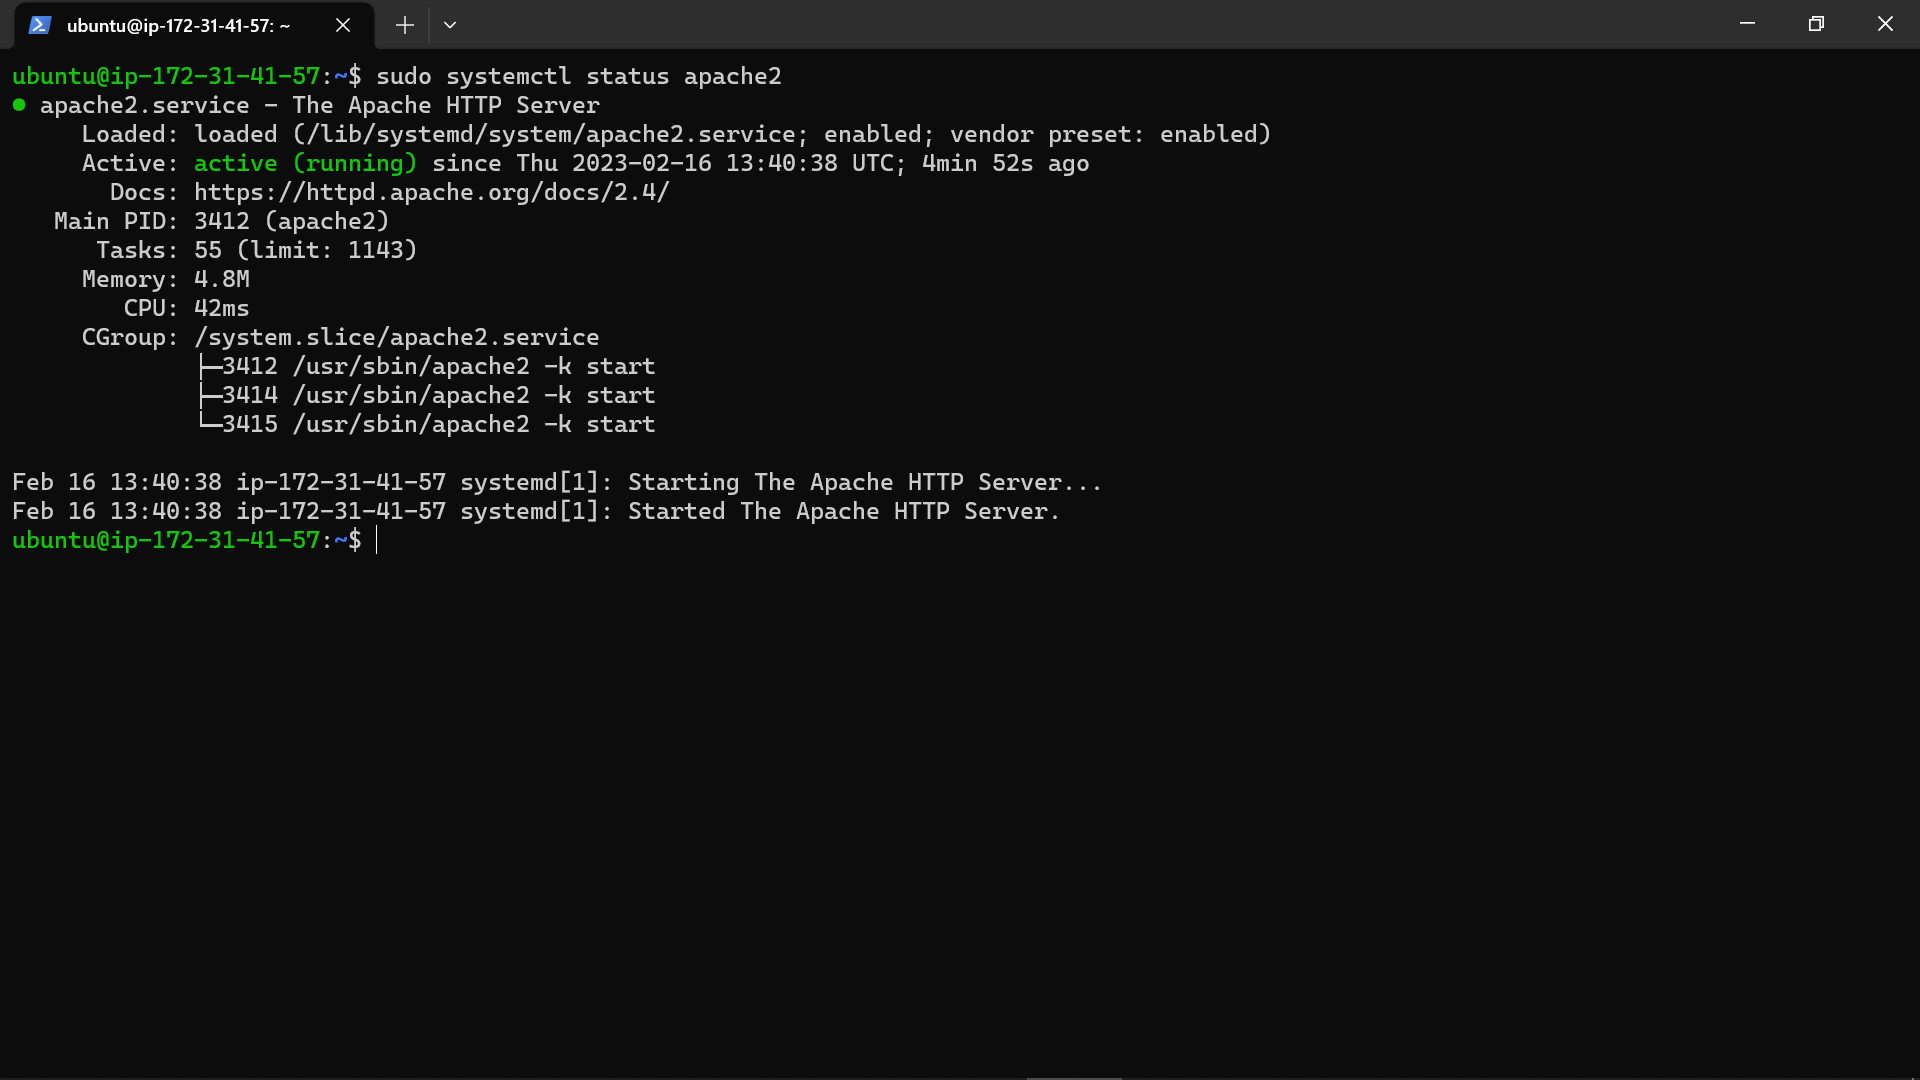 ubuntu@ip-172-31-41-57: ~
ubuntu@ip-172-31-41-57:~$ sudo systemctl status apache2
● apache2.service - The Apache HTTP Server
     Loaded: loaded (/lib/systemd/system/apache2.service; enabled; vendor preset: enabled)
     Active: active (running) since Thu 2023-02-16 13:40:38 UTC; 4min 52s ago
       Docs: https://httpd.apache.org/docs/2.4/
   Main PID: 3412 (apache2)
      Tasks: 55 (limit: 1143)
     Memory: 4.8M
        CPU: 42ms
     CGroup: /system.slice/apache2.service
             ├─3412 /usr/sbin/apache2 -k start
             ├─3414 /usr/sbin/apache2 -k start
             └─3415 /usr/sbin/apache2 -k start
Feb 16 13:40:38 ip-172-31-41-57 systemd[1]: Starting The Apache HTTP Server...
Feb 16 13:40:38 ip-172-31-41-57 systemd[1]: Started The Apache HTTP Server.
ubuntu@ip-172-31-41-57:~$